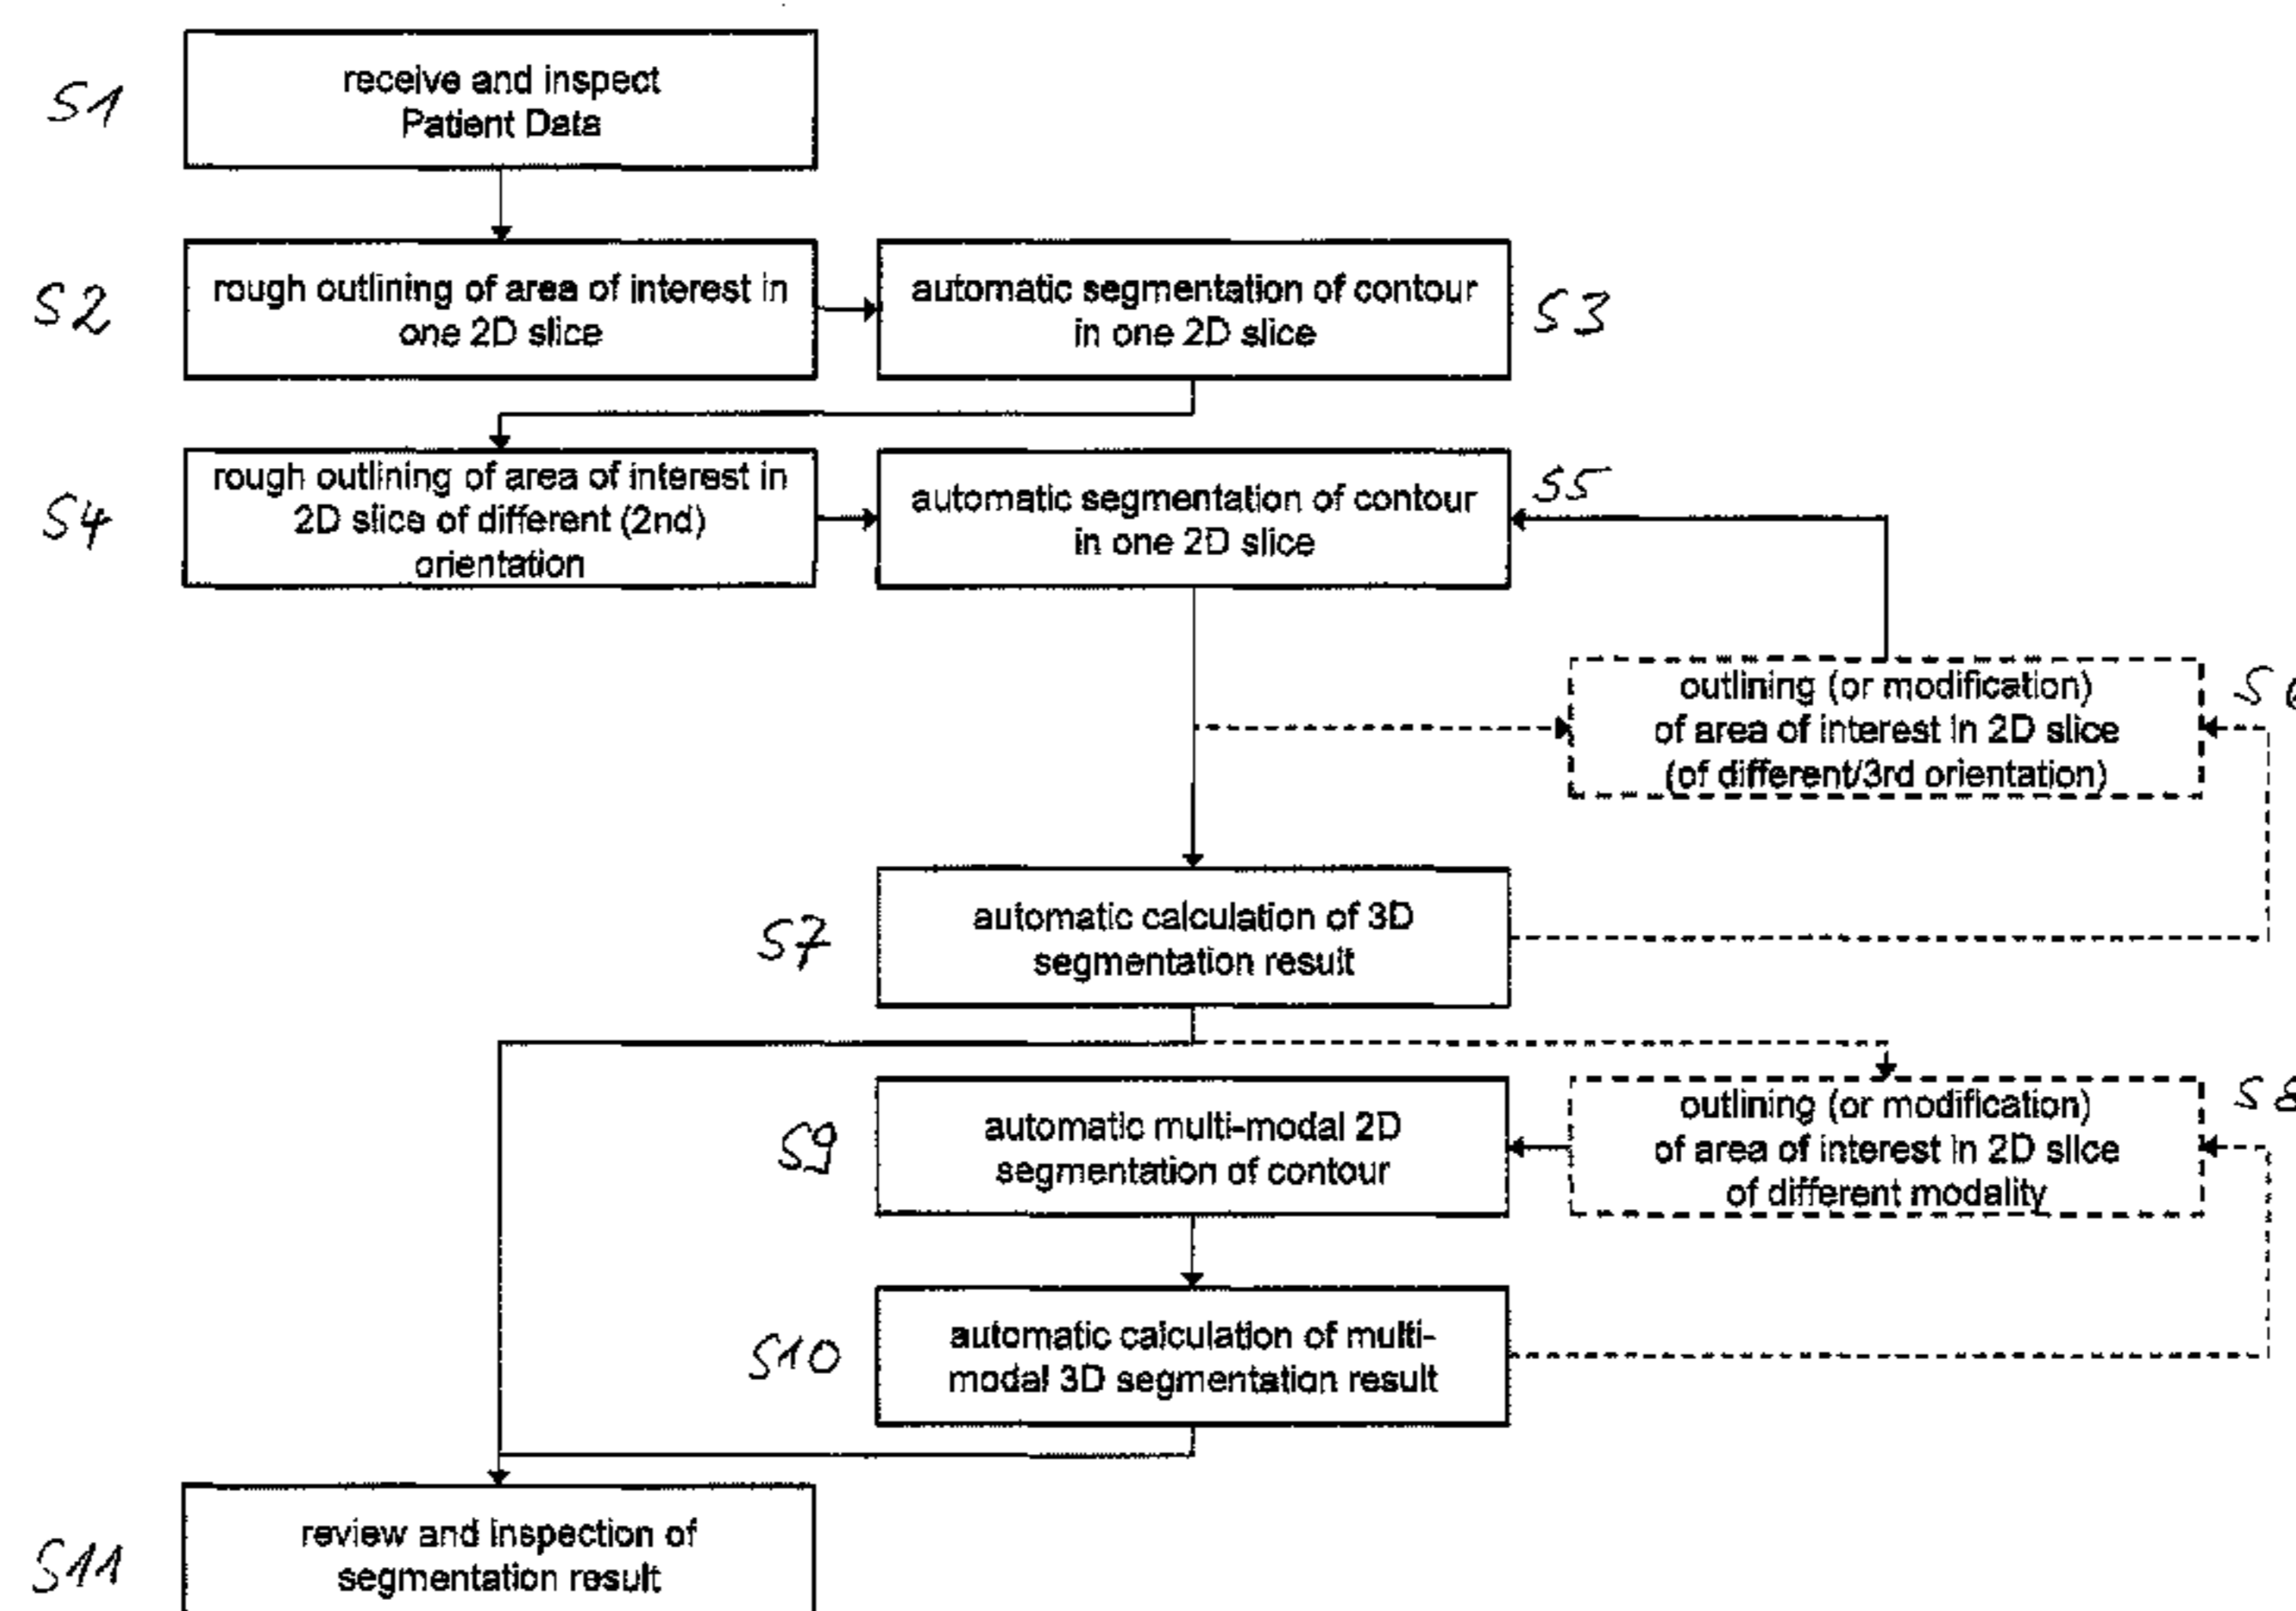 S1
receive and inspect
Patient Data
S2
rough outlining of area of interest in
one 2D slice
automatic segmentation of contour
in one 2D slice
S3
S4
rough outlining of area of interest in
2D slice of different (2nd)
orientation
automatic segmentation of contour
in one 2D slice
S5
outlining (or modification)
of area of interest in 2D slice
(of different/3rd orientation)
S6
S7
automatic calculation of 3D
segmentation result
S9
automatic multi-modal 2D
segmentation of contour
outlining (or modification)
of area of interest in 2D slice
of different modality
S8
S10
automatic calculation of multi-
modal 3D segmentation result
S11
review and inspection of
segmentation result